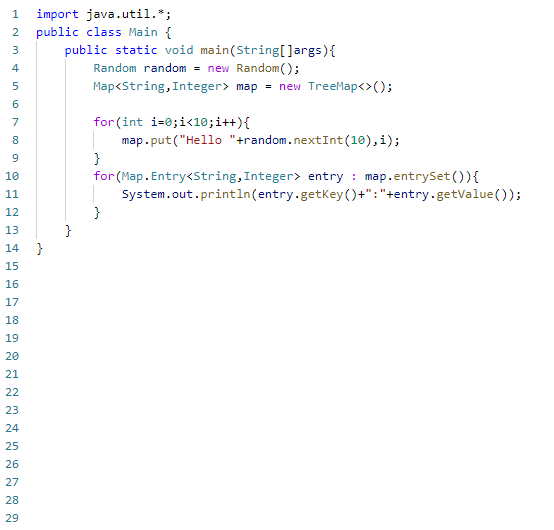 1 import java.util.*;
2 public class Main {
3 public static void main(String[]args){
4 Random random = new Random();
5 Map<String,Integer> map = new TreeMap<>();
6
7 for(int i=0;i<10;i++){
8 map.put("Hello "+random.nextInt(10),i);
9 }
10 for(Map.Entry<String,Integer> entry : map.entrySet()){
11 System.out.println(entry.getKey()+":"+entry.getValue());
12 }
13 }
14 }
15
16
17
18
19
20
21
22
23
24
25
26
27
28
29